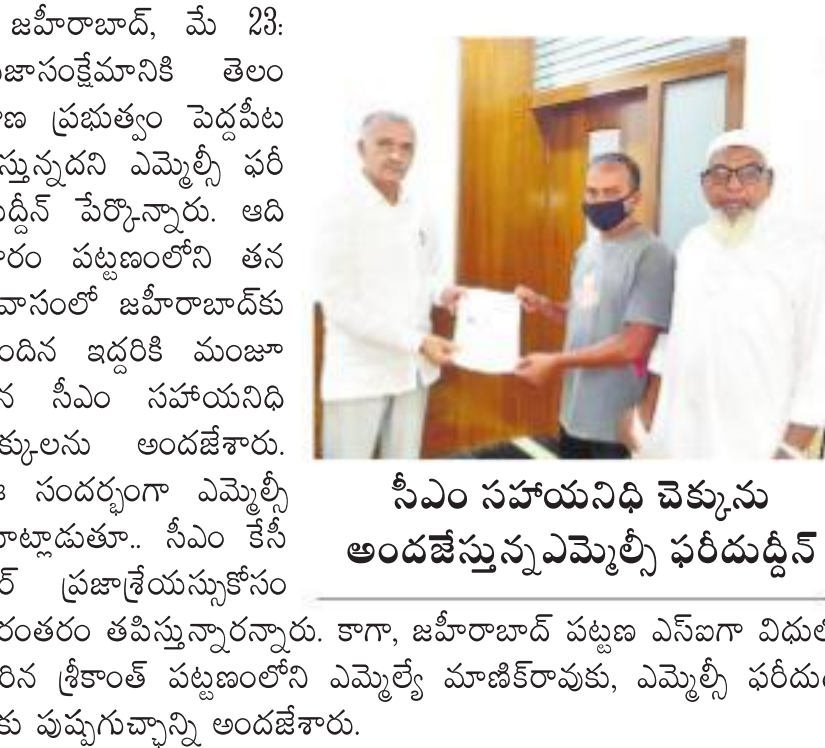 జహీరాబాద్, మే 23:
జాసంక్షేమానికి తెలం
ణ ప్రభుత్వం పెద్దపీట
స్తున్నదని ఎమ్మెల్సీ ఫరీ
ద్దీన్ పేర్కొన్నారు. ఆది
రం పట్టణంలోని తన
వాసంలో జహీరాబాద్‌కు
ందిన ఇద్దరికి మంజూ
న సీఎం సహాయనిధి
క్కులను అందజేశారు.
ఈ సందర్భంగా ఎమ్మెల్సీ
మాట్లాడుతూ.. సీఎం కేసీ
ర్ ప్రజాశ్రేయస్సుకోసం
రంతరం తపిస్తున్నారన్నారు. కాగా, జహీరాబాద్ పట్టణ ఎస్ఐగా విధుల
రిన శ్రీకాంత్ పట్టణంలోని ఎమ్మెల్యే మాణిక్‌రావుకు, ఎమ్మెల్సీ ఫరీదు
కు పుష్పగుచ్ఛాన్ని అందజేశారు.
సీఎం సహాయనిధి చెక్కును
అందజేస్తున్నఎమ్మెల్సీ ఫరీదుద్దీన్